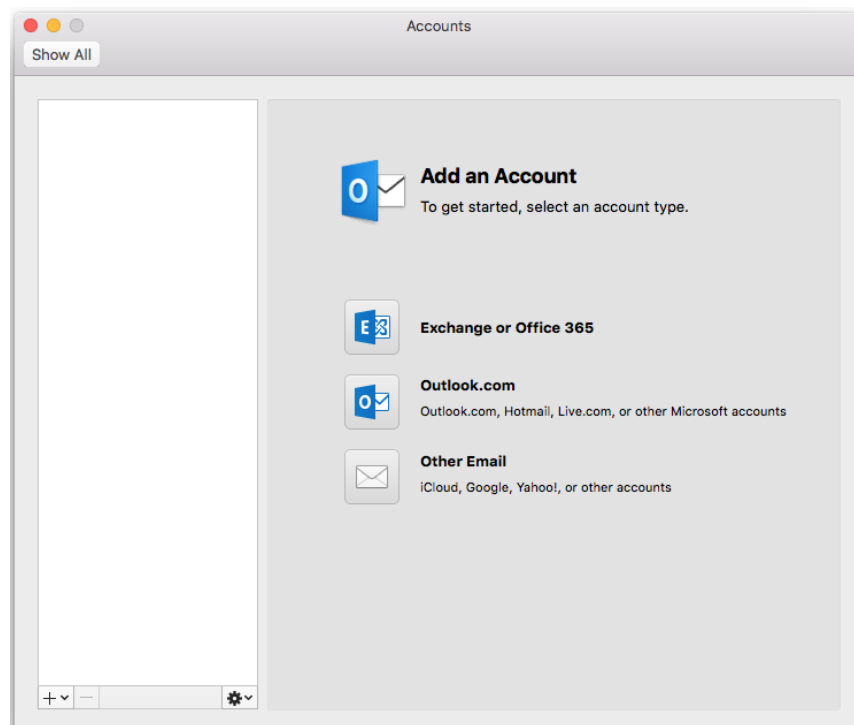 Accounts
Show All
Add an Account
To get started, select an account type.
Exchange or Office 365
Outlook.com
Outlook.com, Hotmail, Live.com, or other Microsoft accounts
Other Email
iCloud, Google, Yahoo!, or other accounts